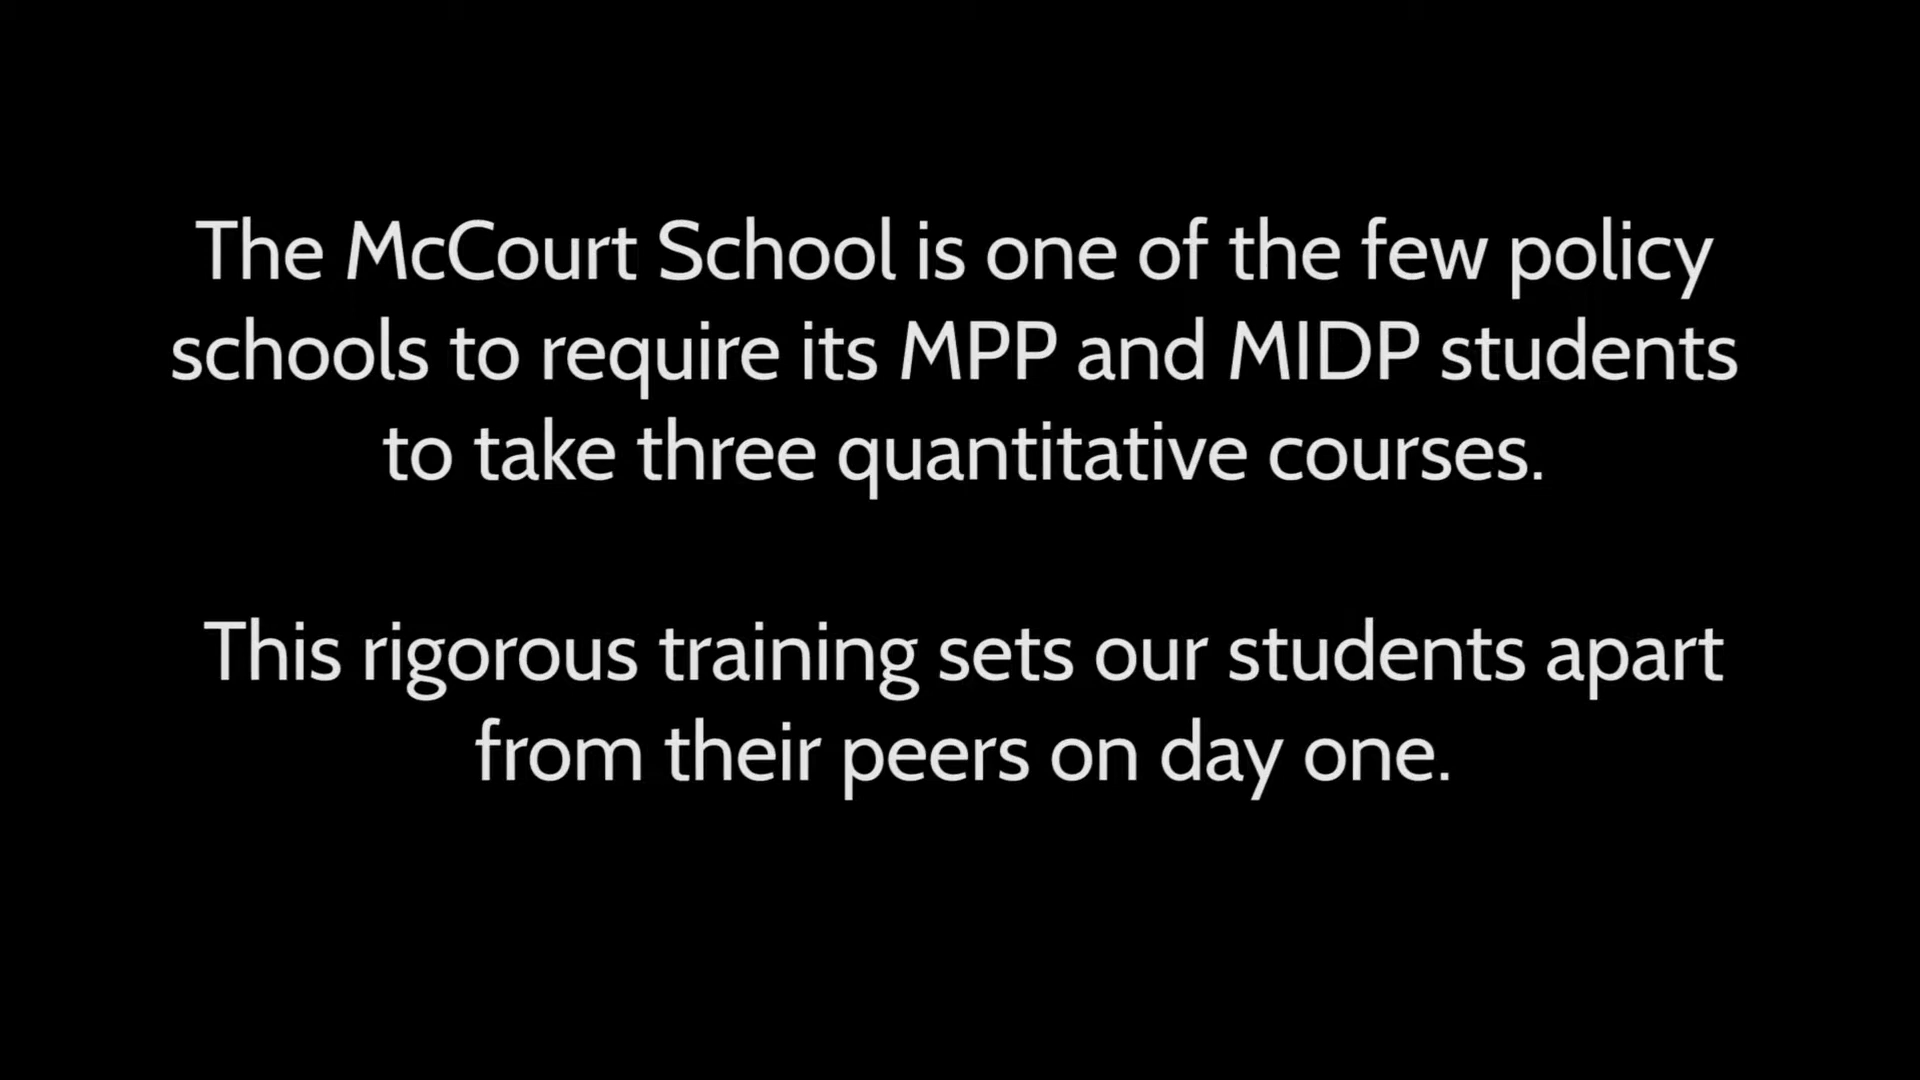 The McCourt School is one of the few policy
schools to require its MPP and MIDP students
to take three quantitative courses.
This rigorous training sets our students apart
from their peers on day one.